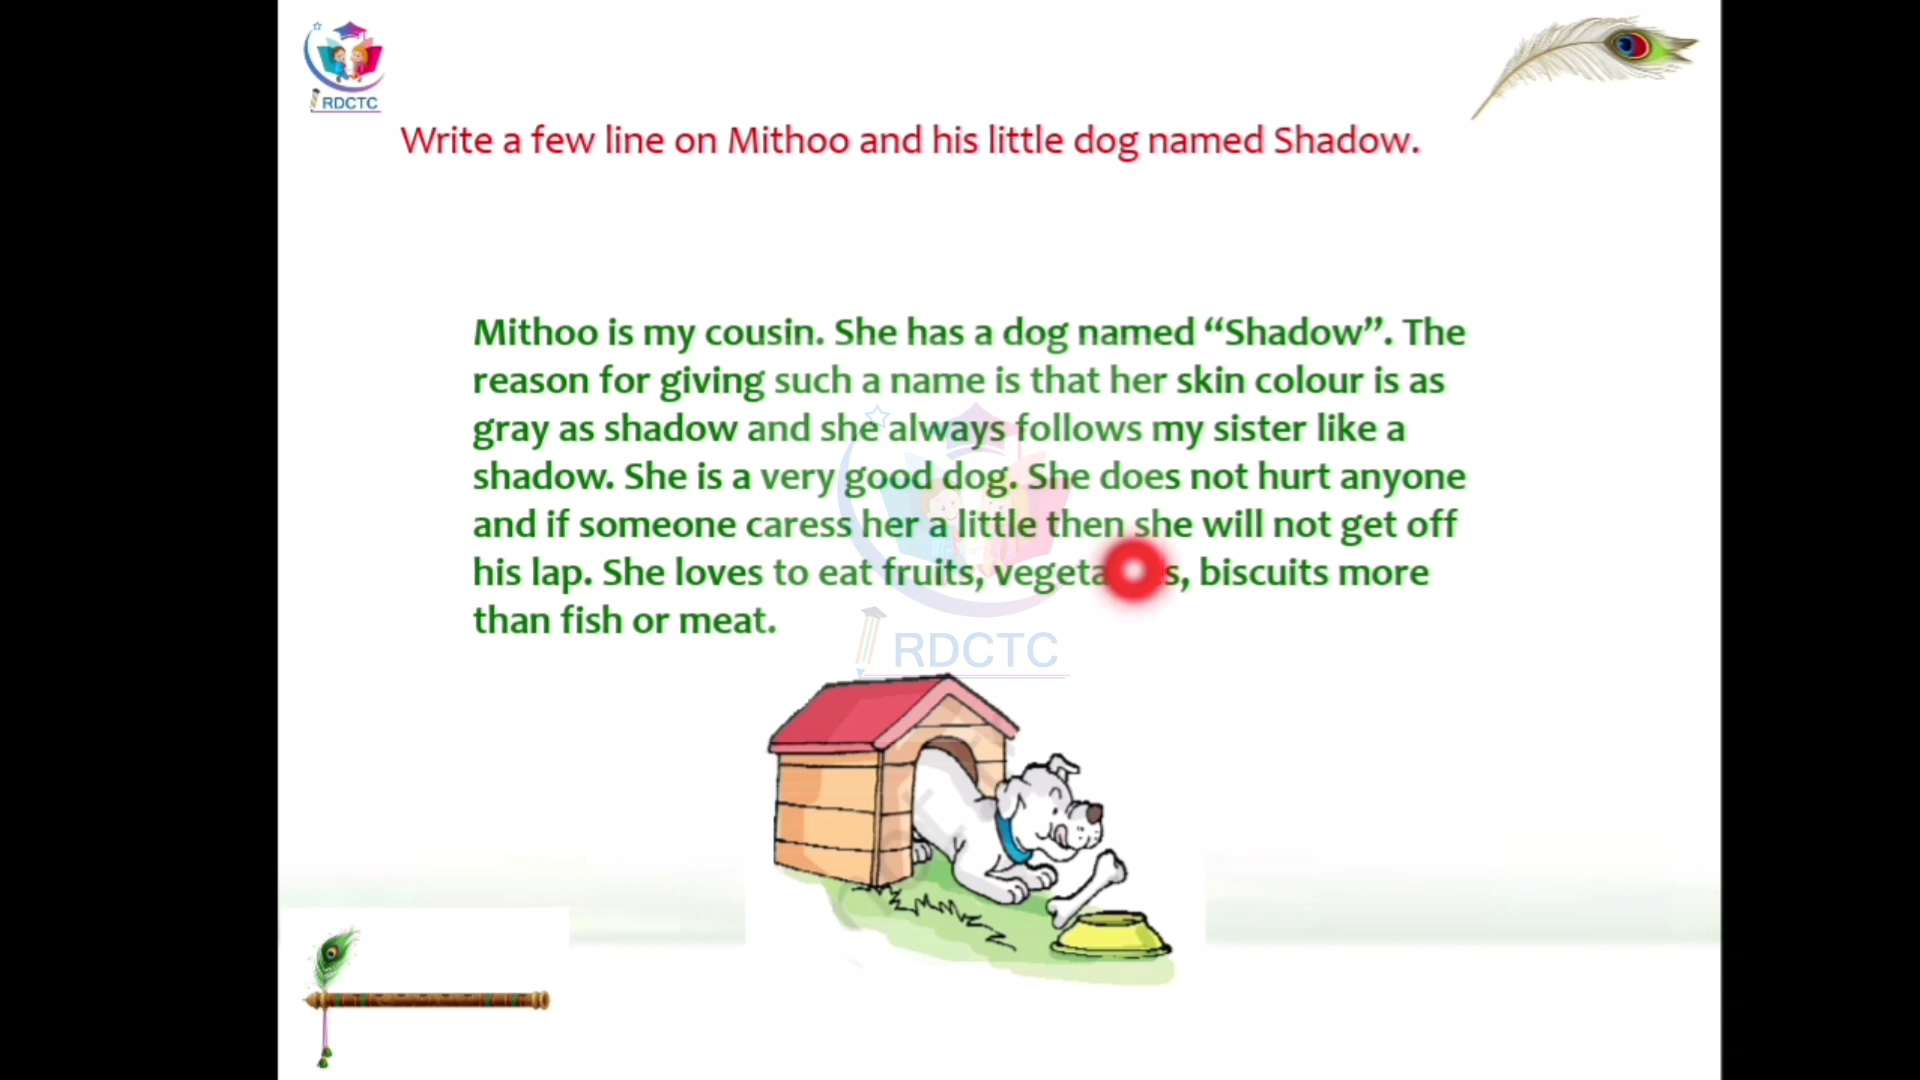 RDCTC
Write a few line on Mithoo and his little dog named Shadow.
Mithoo is my cousin. She has a dog named “Shadow”. The
reason for giving such a name is that her skin colour is as
gray as shadow and she always follows my sister like a
shadow. She is a very good dog. She does not hurt anyone
and if someone caress her a little then she will not get off
his lap. She loves to eat fruits, biscuits more
than fish or meat.
RDCTC